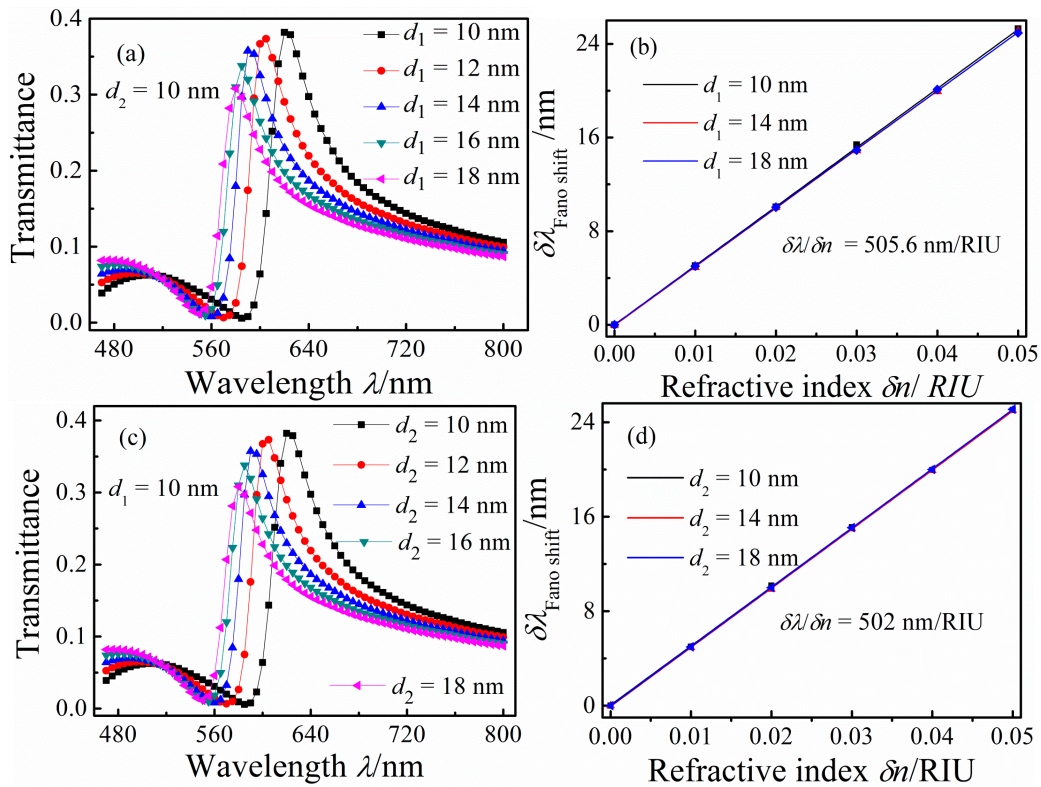 (a)
d₂ = 10 nm
d₁ = 10 nm
d₁ = 12 nm
d₁ = 14 nm
d₁ = 16 nm
d₁ = 18 nm
Transmittance
0.4
0.3
0.2
0.1
0.0
480 560 640 720 800
Wavelength λ/nm
(b)
d₁ = 10 nm
d₁ = 14 nm
d₁ = 18 nm
δλ/δn = 505.6 nm/RIU
δλFano shift/nm
24
16
8
0
0.00 0.01 0.02 0.03 0.04 0.05
Refractive index δn/ RIU
(c)
d₁ = 10 nm
d₂ = 10 nm
d₂ = 12 nm
d₂ = 14 nm
d₂ = 16 nm
d₂ = 18 nm
Transmittance
0.4
0.3
0.2
0.1
0.0
480 560 640 720 800
Wavelength λ/nm
(d)
d₂ = 10 nm
d₂ = 14 nm
d₂ = 18 nm
δλ/δn = 502 nm/RIU
δλFano shift/nm
24
16
8
0
0.00 0.01 0.02 0.03 0.04 0.05
Refractive index δn/RIU